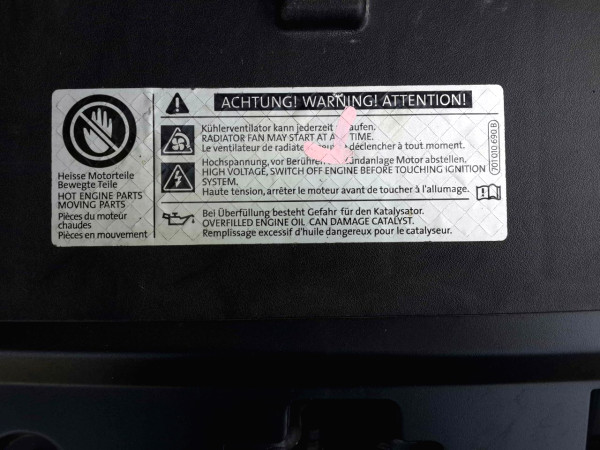 ACHTUNG! WARNING! ATTENTION!
Kühlerventilator kann jederzeit laufen.
RADIATOR FAN MAY START AT TIME.
Le ventilateur de déclencher à tout moment.
Hochspannung, vor Motor abstellen,
HIGH VOLTAGE, SWITCH OFF ENGINE BEFORE TOUCHING IGNITION
SYSTEM.
Haute tension, arrêter le moteur avant de toucher à l'allumage.
Bei Überfüllung besteht Gefahr für den Katalysator.
OVERFILLED ENGINE OIL CAN DAMAGE CATALYST.
Remplissage excessif d'huile dangereux pour le catalyseur.
Heisse Motorteile
Bewegte Teile
HOT ENGINE PARTS
MOVING PARTS
Pièces du moteur
chaudes
Pièces en mouvement
7D1 010 690 B